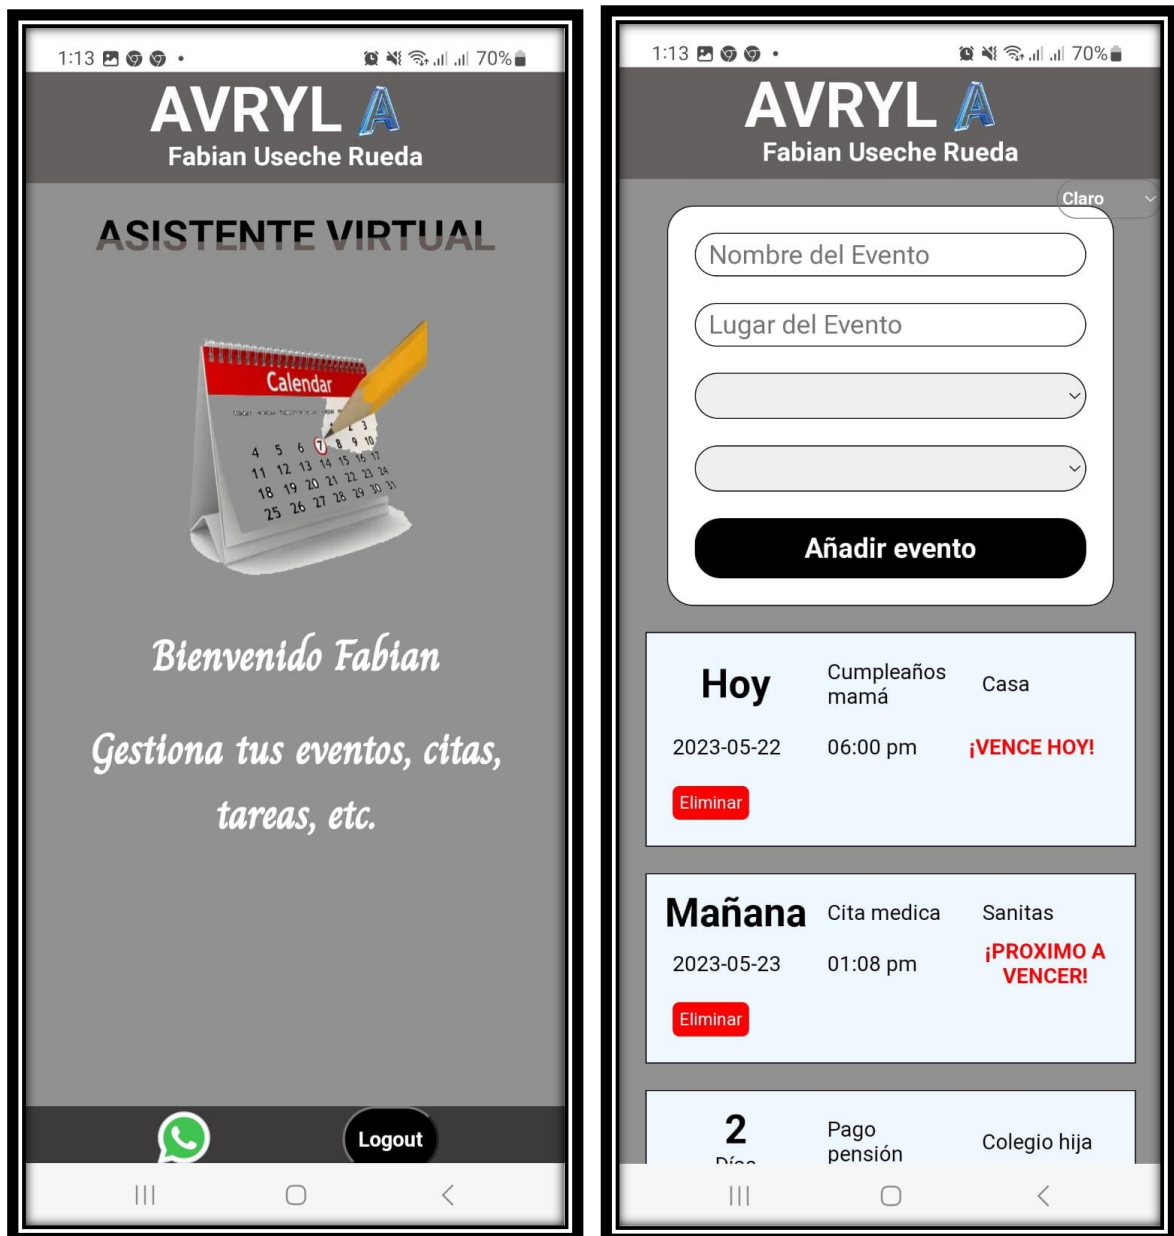 1:13
70%
AVRYL A
Fabian Useche Rueda
ASISTENTE VIRTUAL
Calendar
1 2 3
4 5 6 7 8 9 10
11 12 13 14 15 16 17
18 19 20 21 22 23 24
25 26 27 28 29 30 31
Bienvenido Fabian
Gestiona tus eventos, citas,
tareas, etc.
Logout
1:13
70%
AVRYL A
Fabian Useche Rueda
Claro
Nombre del Evento
Lugar del Evento
Añadir evento
Hoy
Cumpleaños
mamá
Casa
2023-05-22
06:00 pm
¡VENCE HOY!
Eliminar
Mañana
Cita medica
Sanitas
2023-05-23
01:08 pm
¡PROXIMO A
VENCER!
Eliminar
2
Días
Pago
pensión
Colegio hija